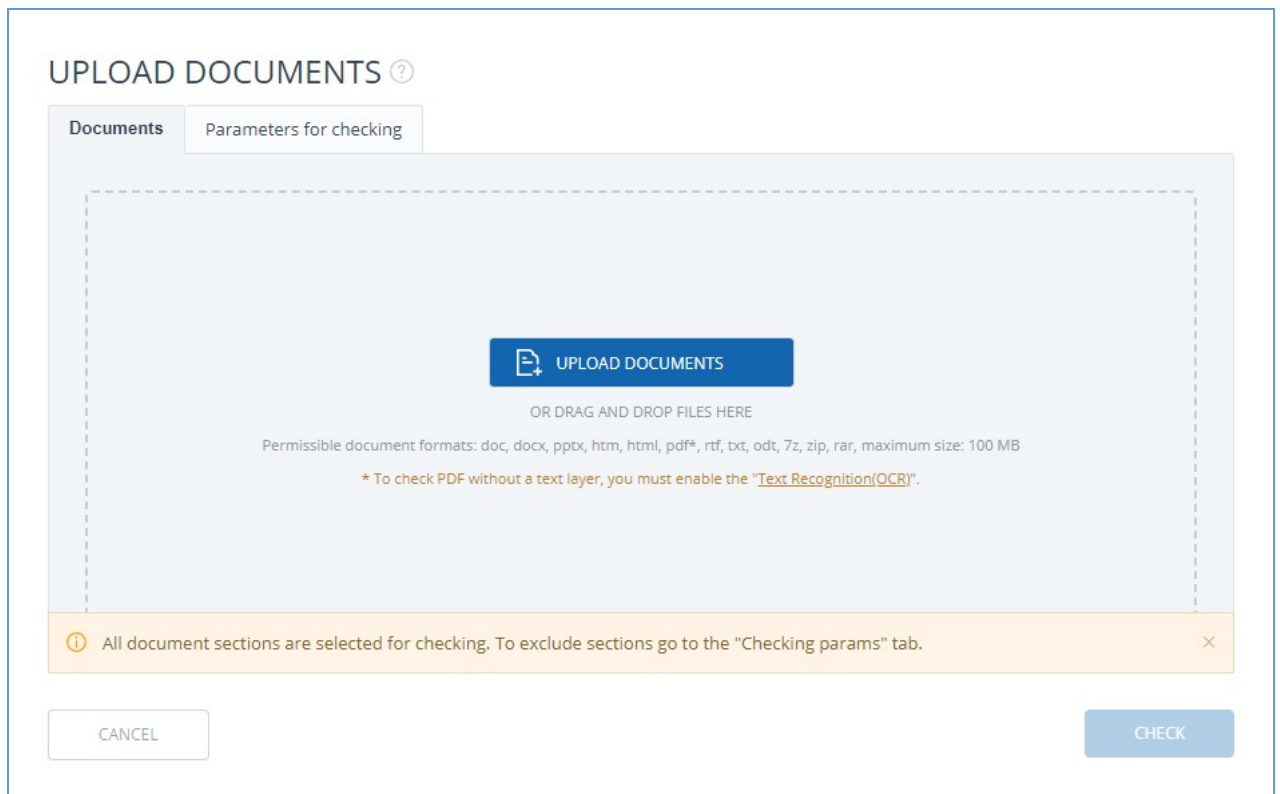 UPLOAD DOCUMENTS ?
Documents
Parameters for checking
UPLOAD DOCUMENTS
OR DRAG AND DROP FILES HERE
Permissible document formats: doc, docx, pptx, htm, html, pdf*, rtf, txt, odt, 7z, zip, rar, maximum size: 100 MB
* To check PDF without a text layer, you must enable the "Text Recognition(OCR)".
All document sections are selected for checking. To exclude sections go to the "Checking params" tab.
CANCEL
CHECK